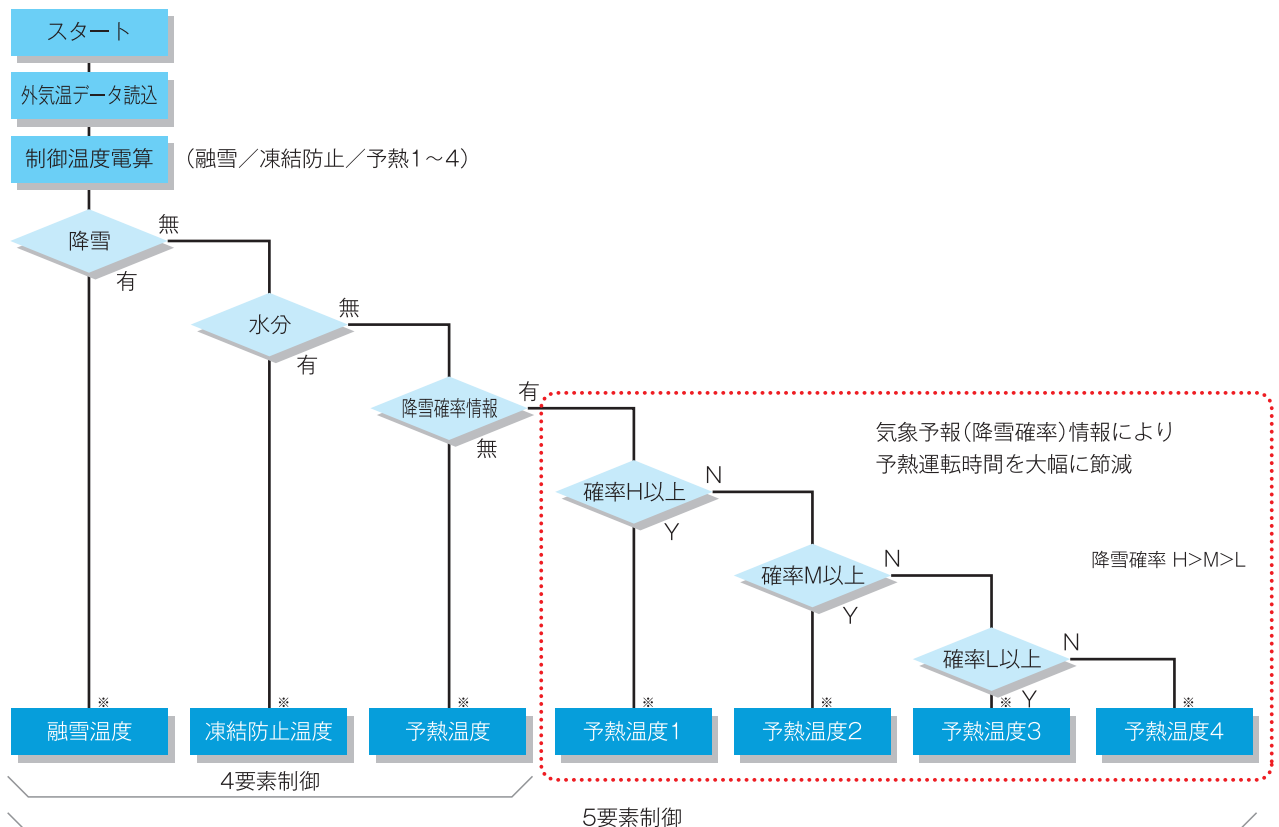 スタート
外気温データ読込
制御温度電算
（融雪／凍結防止／予熱1～4）
降雪
無
有
水分
無
有
降雪確率情報
有
無
気象予報（降雪確率）情報により
予熱運転時間を大幅に節減
確率H以上
N
Y
降雪確率 H>M>L
確率M以上
N
Y
確率L以上
N
Y
※
※
※
※
※
※
※
融雪温度
凍結防止温度
予熱温度
予熱温度1
予熱温度2
予熱温度3
予熱温度4
4要素制御
5要素制御